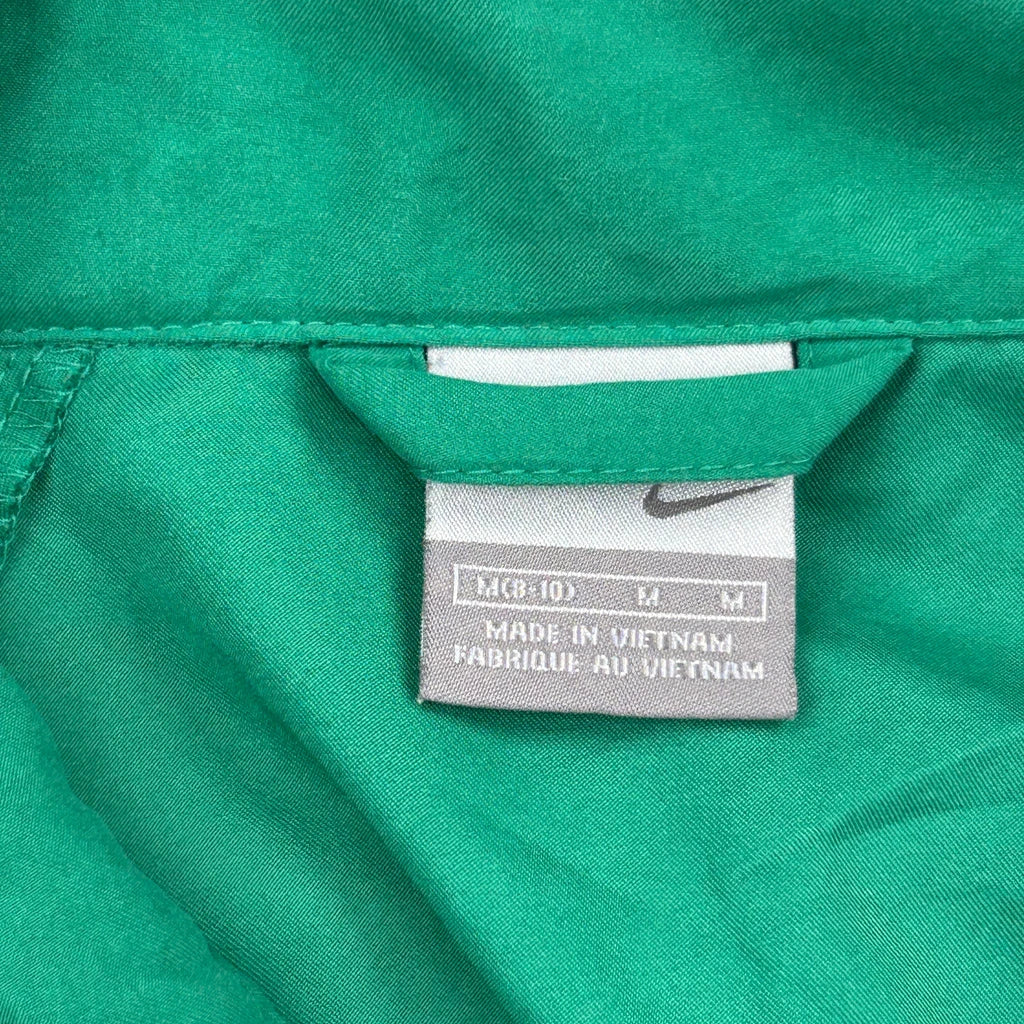 M(8-10) M M
MADE IN VIETNAM
FABRIQUE AU VIETNAM